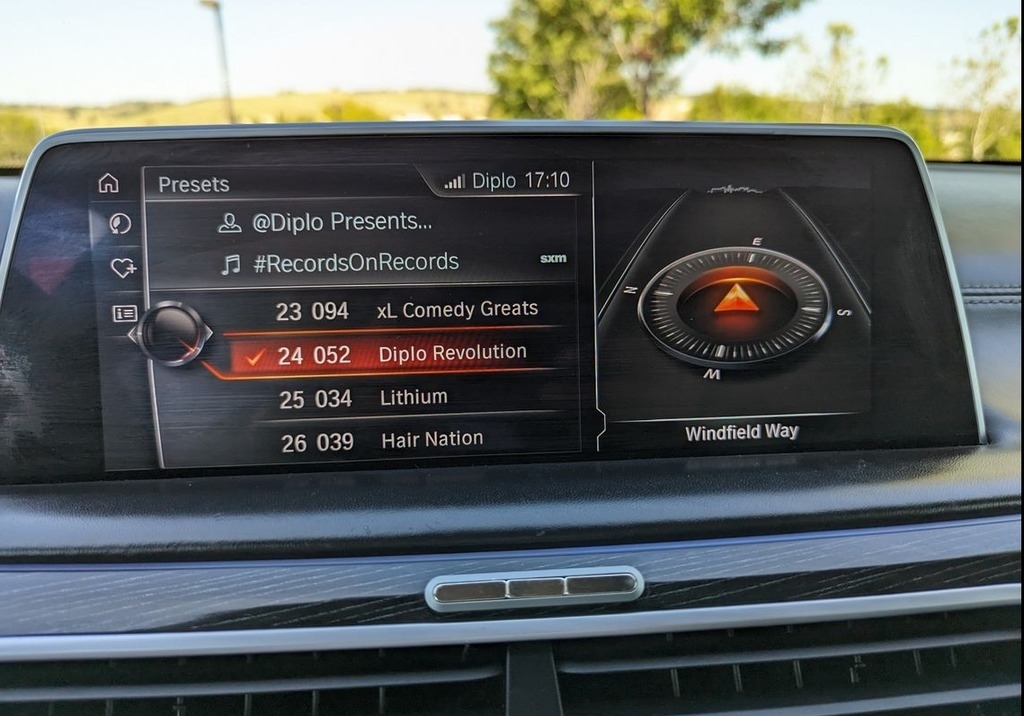 Presets
Diplo 17:10
@Diplo Presents...
#RecordsOnRecords
sxm
23 094 xL Comedy Greats
24 052 Diplo Revolution
25 034 Lithium
26 039 Hair Nation
E
N
S
W
Windfield Way